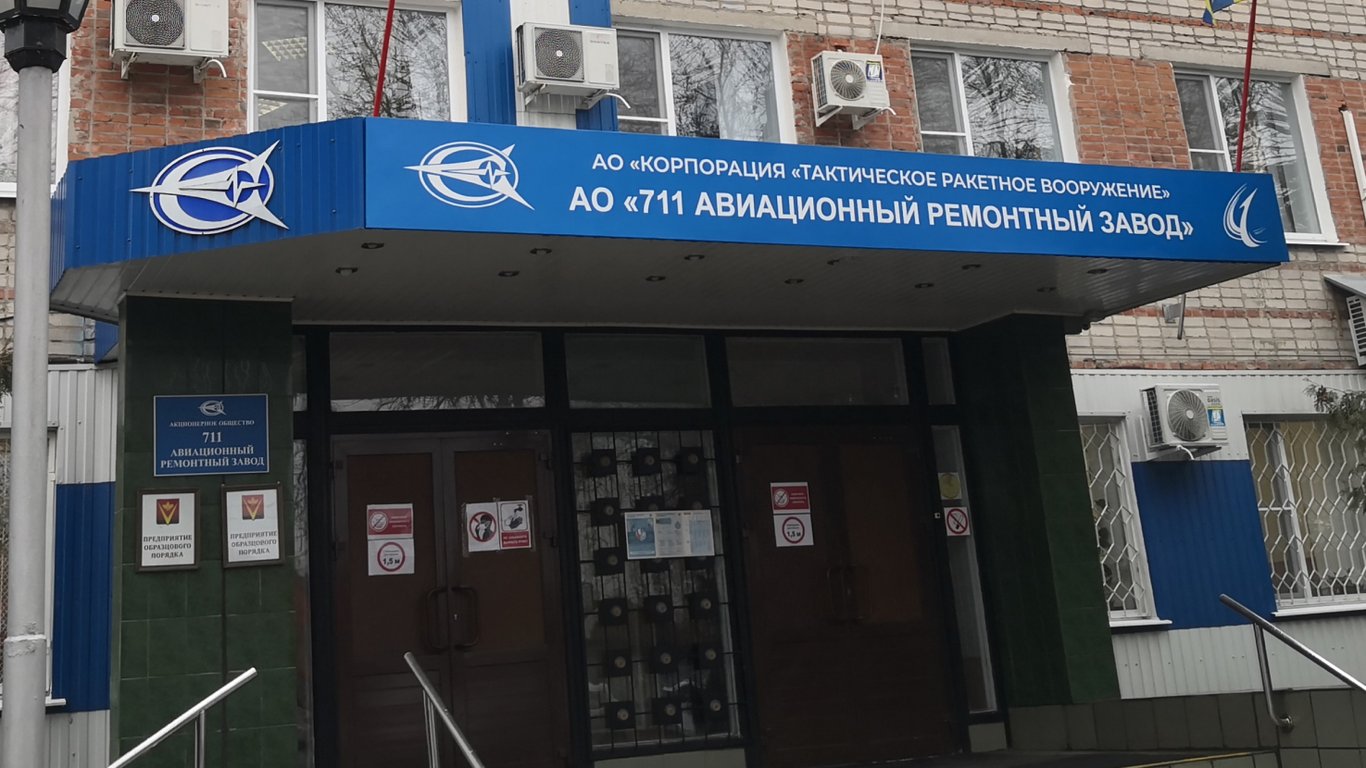 АО «КОРПОРАЦИЯ «ТАКТИЧЕСКОЕ РАКЕТНОЕ ВООРУЖЕНИЕ»
АО «711 АВИАЦИОННЫЙ РЕМОНТНЫЙ ЗАВОД»
АКЦИОНЕРНОЕ ОБЩЕСТВО
711
АВИАЦИОННЫЙ
РЕМОНТНЫЙ ЗАВОД
ПРЕДПРИЯТИЕ
ОБРАЗЦОВОГО
ПОРЯДКА
ПРЕДПРИЯТИЕ
ОБРАЗЦОВОГО
ПОРЯДКА
1,5 м
1,5 м